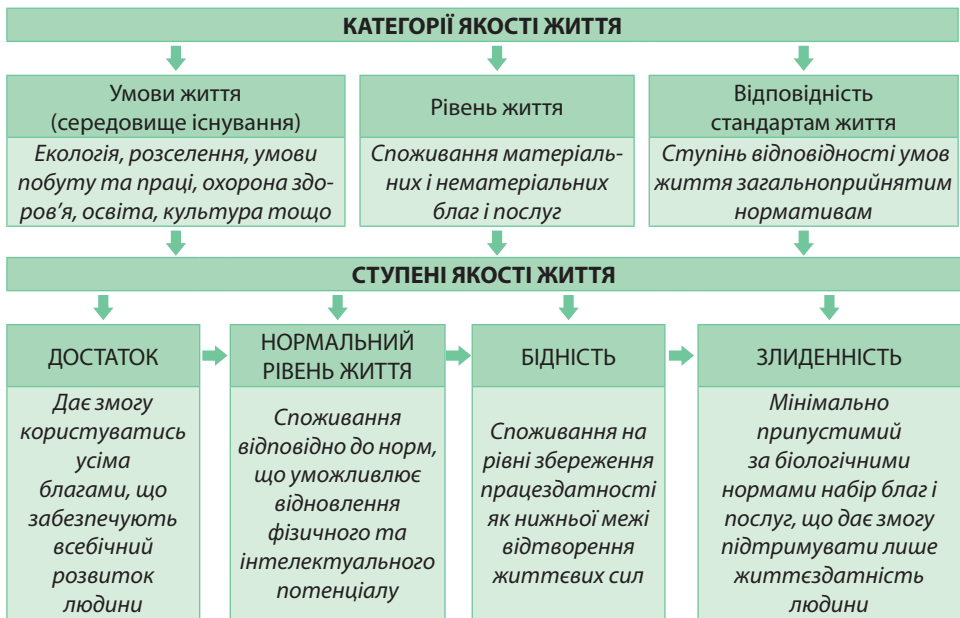 КАТЕГОРІЇ ЯКОСТІ ЖИТТЯ
Умови життя
(середовище існування)
Екологія, розселення, умови
побуту та праці, охорона здо-
ров’я, освіта, культура тощо
Рівень життя
Споживання матеріаль-
них і нематеріальних
благ і послуг
Відповідність
стандартам життя
Ступінь відповідності умов
життя загальноприйнятим
нормативам
СТУПЕНІ ЯКОСТІ ЖИТТЯ
ДОСТАТОК
Дає змогу
користуватись
усіма
благами, що
забезпечують
всебічний
розвиток
людини
НОРМАЛЬНИЙ
РІВЕНЬ ЖИТТЯ
Споживання
відповідно до норм,
що уможливлює
відновлення
фізичного та
інтелектуального
потенціалу
БІДНІСТЬ
Споживання на
рівні збереження
працездатності
як нижньої межі
відтворення
життєвих сил
ЗЛИДЕННІСТЬ
Мінімально
припустимий
за біологічними
нормами набір благ і
послуг, що дає змогу
підтримувати лише
життєздатність
людини